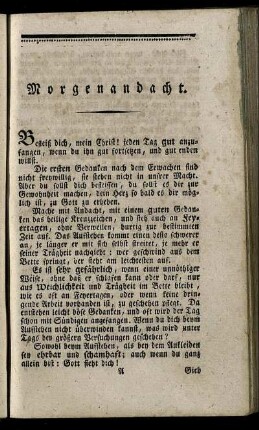 Morgenandacht.
Befleiß dich, mein Christ! jeden Tag gut anzu-
fangen, wenn du ihn gut fortsetzen, und gut enden
willst.
Die ersten Gedanken nach dem Erwachen sind
nicht freywillig, sie stehen nicht in unsrer Macht.
Aber du sollst dich befleissen, du sollst es dir zur
Gewohnheit machen, dein Herz so bald es dir mög-
lich ist, zu Gott zu erheben.
Mache mit Andacht, mit einem guten Gedan-
ken das heilige Kreuzzeichen, und steh auch an Fey-
ertagen, ohne Verweilen, hurtig zur bestimmten
Zeit auf. Das Aufstehen kömmt einen desto schwerer
an, je länger er mit sich selbst streitet, je mehr er
seiner Trägheit nachgiebt; wer geschwind aus dem
Bette springt, der steht am leichtesten auf.
Es ist sehr gefährlich, wenn einer unnöthiger
Weise, ohne daß er schlafen kann oder darf, nur
aus Weichlichkeit und Trägheit im Bette bleibt,
wie es oft an Feyertagen, oder wenn keine drin-
gende Arbeit vorhanden ist, zu geschehen pflegt. Da
entstehen leicht böse Gedanken, und oft wird der Tag
schon mit Sündigen angefangen. Wenn du dich beym
Aufstehen nicht überwinden kannst, was wird unter
Tags bey größern Versuchungen geschehen?
Sowohl beym Aufstehen, als bey dem Ankleiden
sey ehrbar und schamhaft; auch wenn du ganz
allein bist: Gott sieht dich!
A Gieb